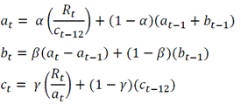 a_t = α(R_t / c_{t-12}) + (1 − α)(a_{t-1} + b_{t-1})
b_t = β(a_t − a_{t-1}) + (1 − β)(b_{t-1})
c_t = γ(R_t / a_t) + (1 − γ)(c_{t-12})